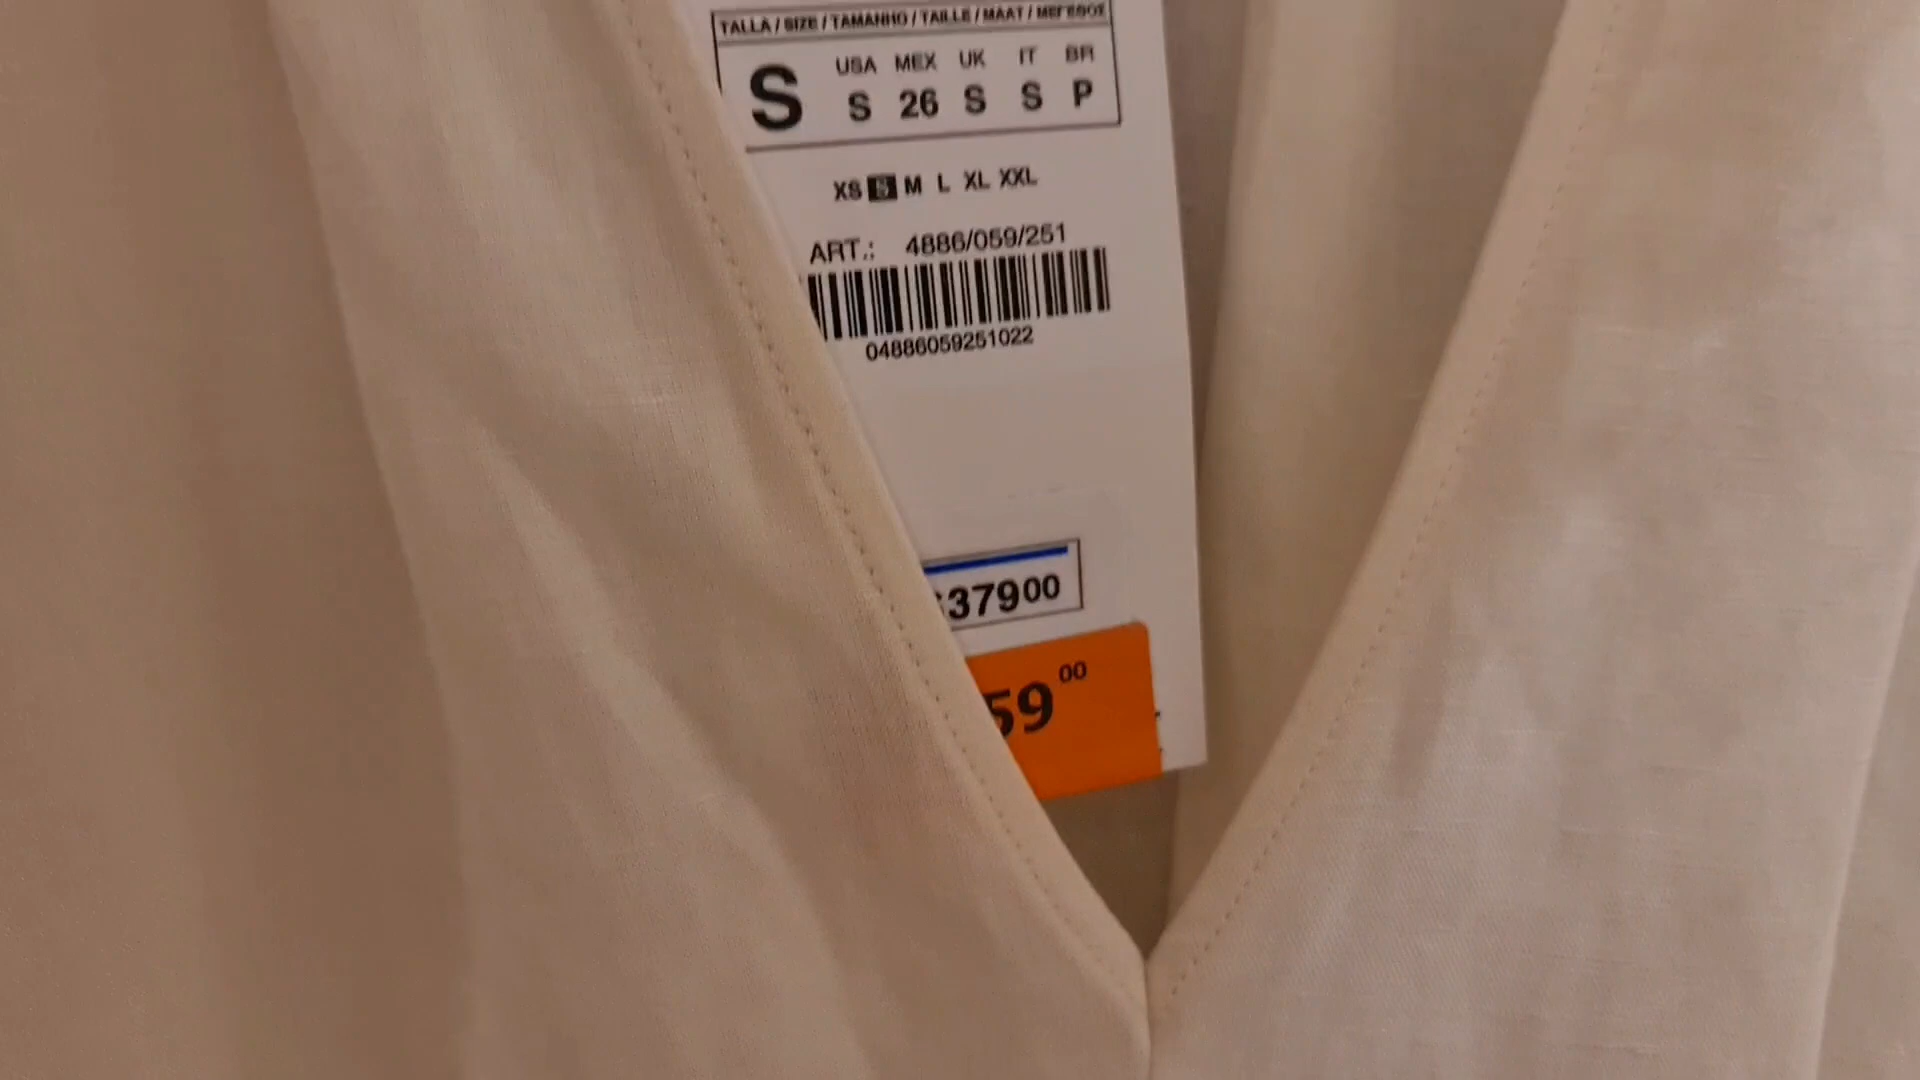 TALLA / SIZE / TAMANHO / TAILLE / MAAT / ΜΕΓΕΘΟΣ
S
USA MEX UK IT BR
S 26 S S P
XS S M L XL XXL
ART.: 4886/059/251
04886059251022
37900
59 00